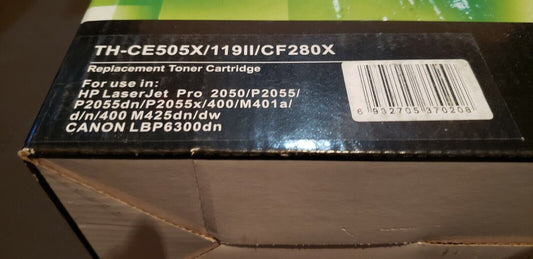 TH-CE505X/119II/CF280X
Replacement Toner Cartridge
For use in:
HP LaserJet Pro 2050/P2055/
P2055dn/P2055x/400/M401a/
d/n/400 M425dn/dw
CANON LBP6300dn
6 932705 370208